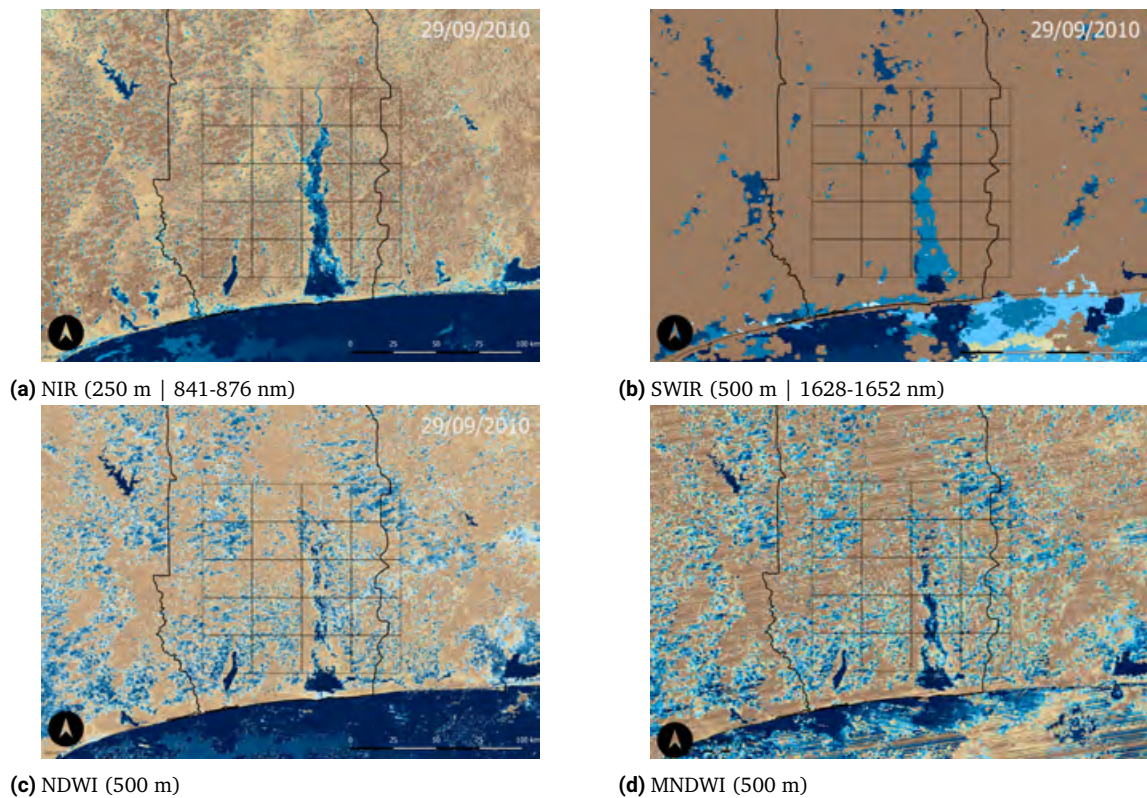 29/09/2010
0 25 50 75 100 km
(a) NIR (250 m | 841-876 nm)
29/09/2010
(b) SWIR (500 m | 1628-1652 nm)
29/09/2010
0 25 50 75 100 km
(c) NDWI (500 m)
(d) MNDWI (500 m)